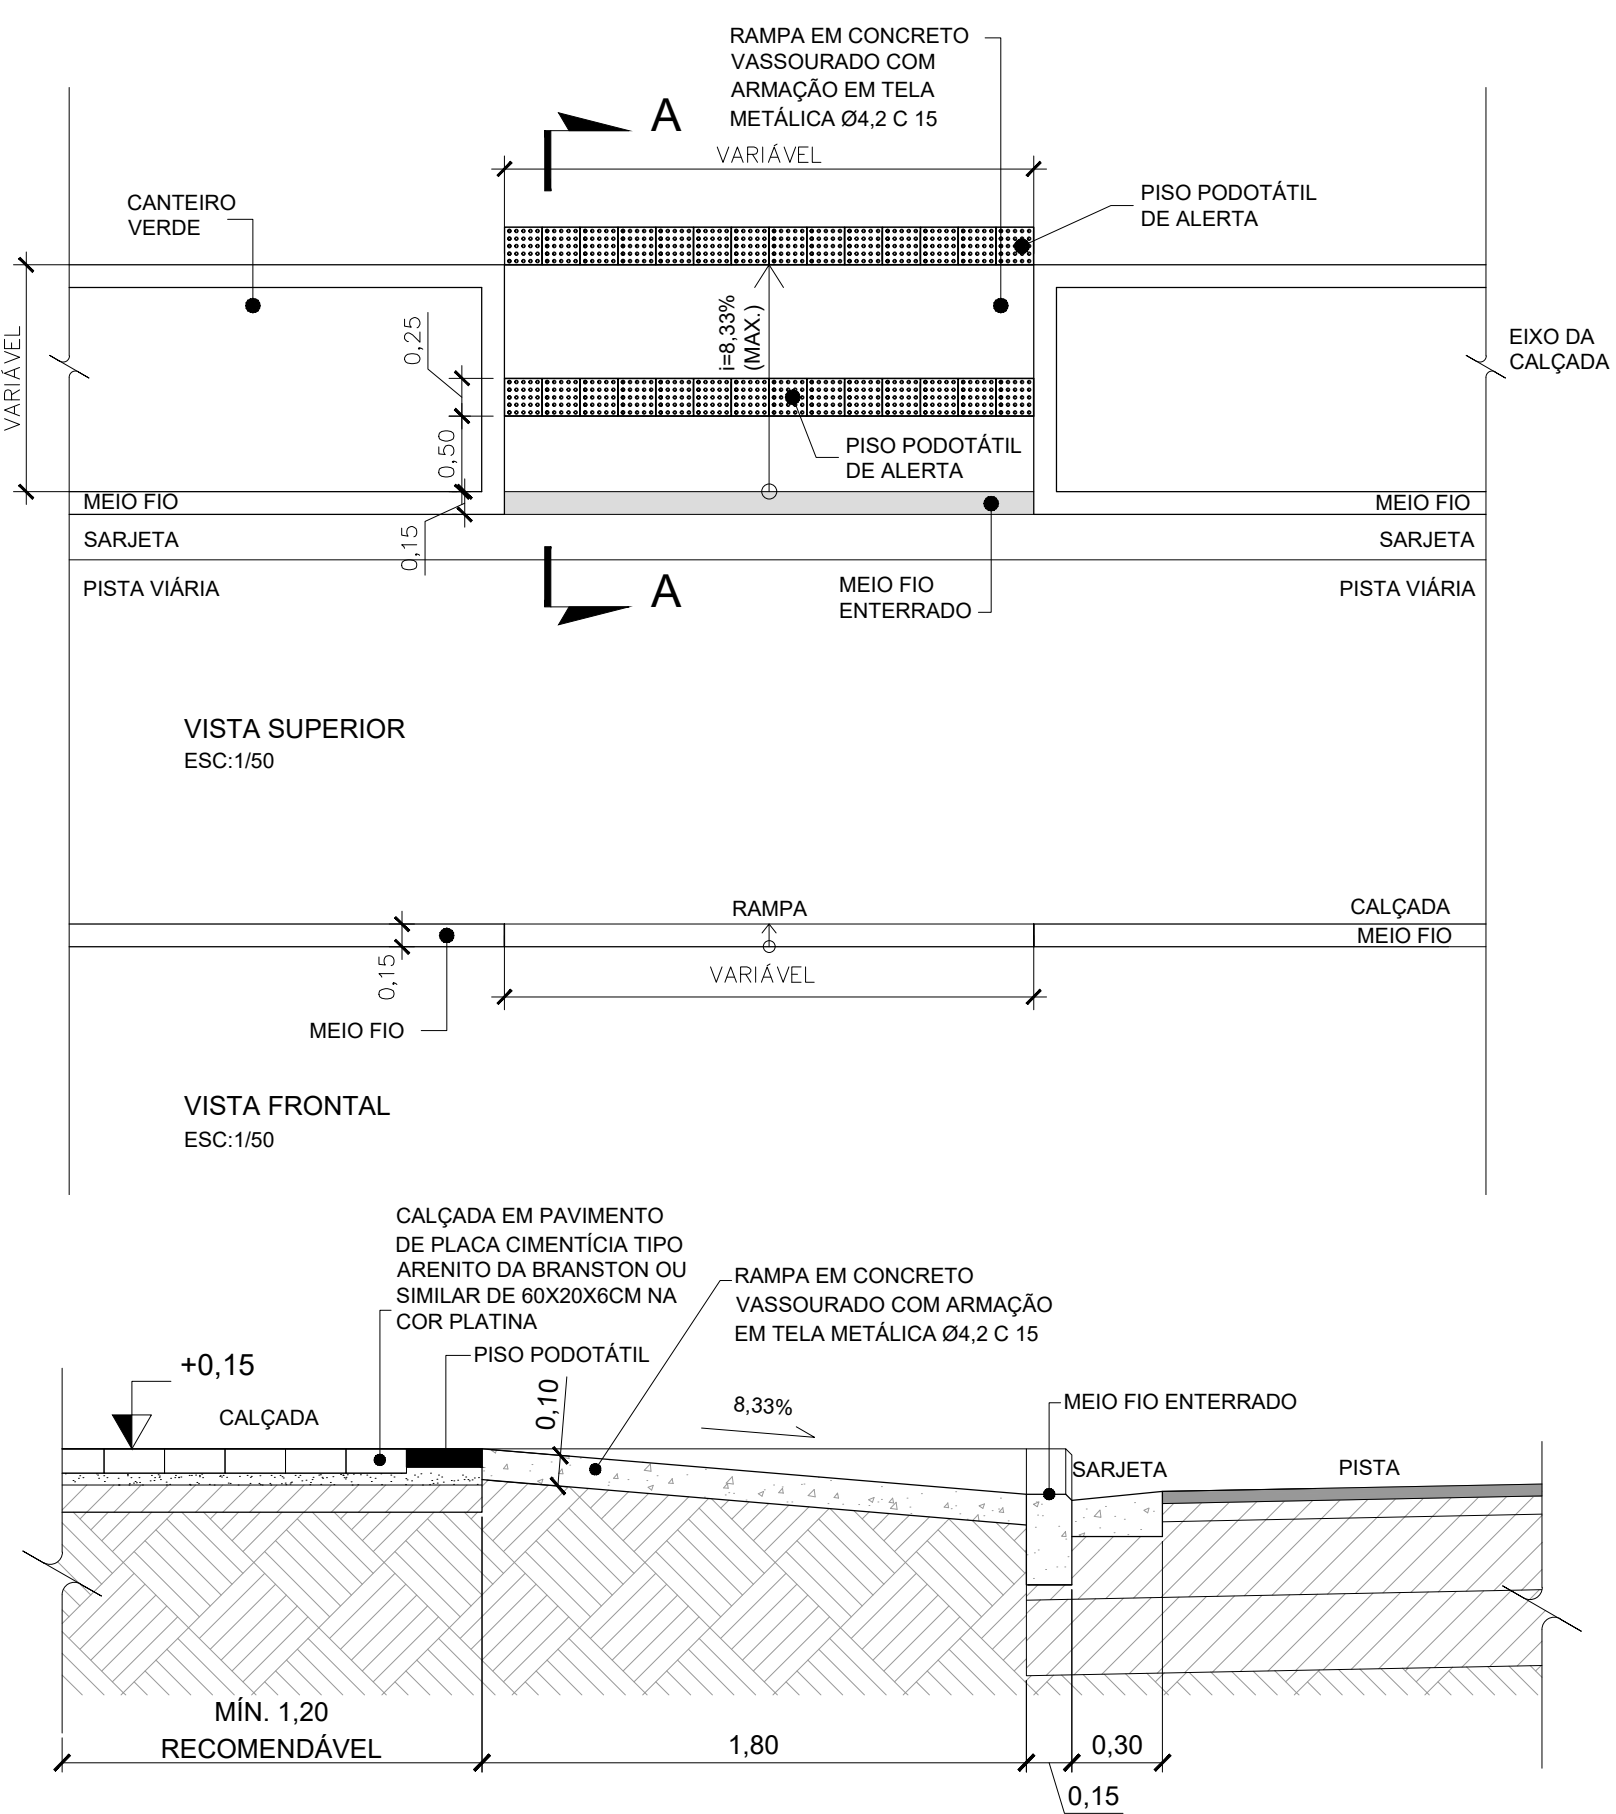 RAMPA EM CONCRETO
VASSOURADO COM
ARMAÇÃO EM TELA
METÁLICA Ø4,2 C 15
A
VARIÁVEL
CANTEIRO
VERDE
PISO PODOTÁTIL
DE ALERTA
VARIÁVEL
0,25
i=8,33%
(MAX.)
EIXO DA
CALÇADA
0,50
PISO PODOTÁTIL
DE ALERTA
MEIO FIO
MEIO FIO
SARJETA
0,15
SARJETA
PISTA VIÁRIA
A
MEIO FIO
ENTERRADO
PISTA VIÁRIA
VISTA SUPERIOR
ESC:1/50
RAMPA
CALÇADA
MEIO FIO
0,15
VARIÁVEL
MEIO FIO
VISTA FRONTAL
ESC:1/50
CALÇADA EM PAVIMENTO
DE PLACA CIMENTÍCIA TIPO
ARENITO DA BRANSTON OU
SIMILAR DE 60X20X6CM NA
COR PLATINA
RAMPA EM CONCRETO
VASSOURADO COM ARMAÇÃO
EM TELA METÁLICA Ø4,2 C 15
PISO PODOTÁTIL
+0,15
CALÇADA
0,10
8,33%
MEIO FIO ENTERRADO
SARJETA
PISTA
MÍN. 1,20
RECOMENDÁVEL
1,80
0,30
0,15